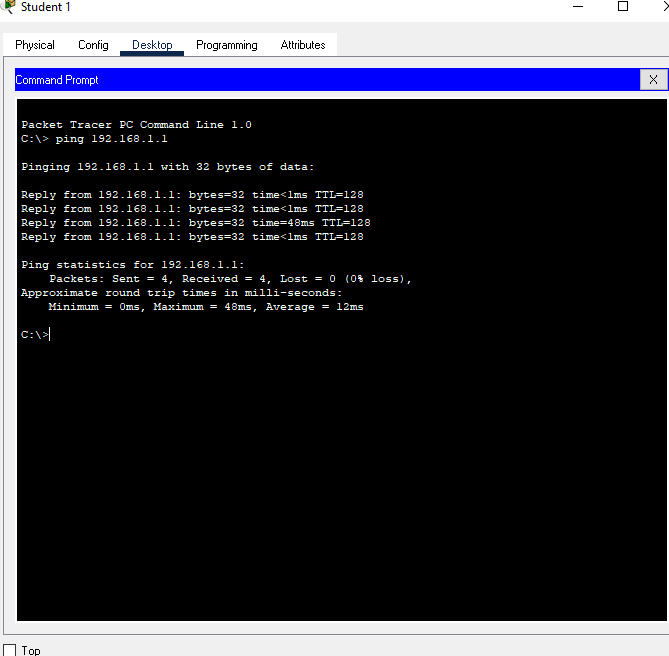 Student 1
Physical Config Desktop Programming Attributes
Command Prompt X
Packet Tracer PC Command Line 1.0
C:\> ping 192.168.1.1
Pinging 192.168.1.1 with 32 bytes of data:
Reply from 192.168.1.1: bytes=32 time<1ms TTL=128
Reply from 192.168.1.1: bytes=32 time<1ms TTL=128
Reply from 192.168.1.1: bytes=32 time=48ms TTL=128
Reply from 192.168.1.1: bytes=32 time<1ms TTL=128
Ping statistics for 192.168.1.1:
Packets: Sent = 4, Received = 4, Lost = 0 (0% loss),
Approximate round trip times in milli-seconds:
Minimum = 0ms, Maximum = 48ms, Average = 12ms
C:\>
Top